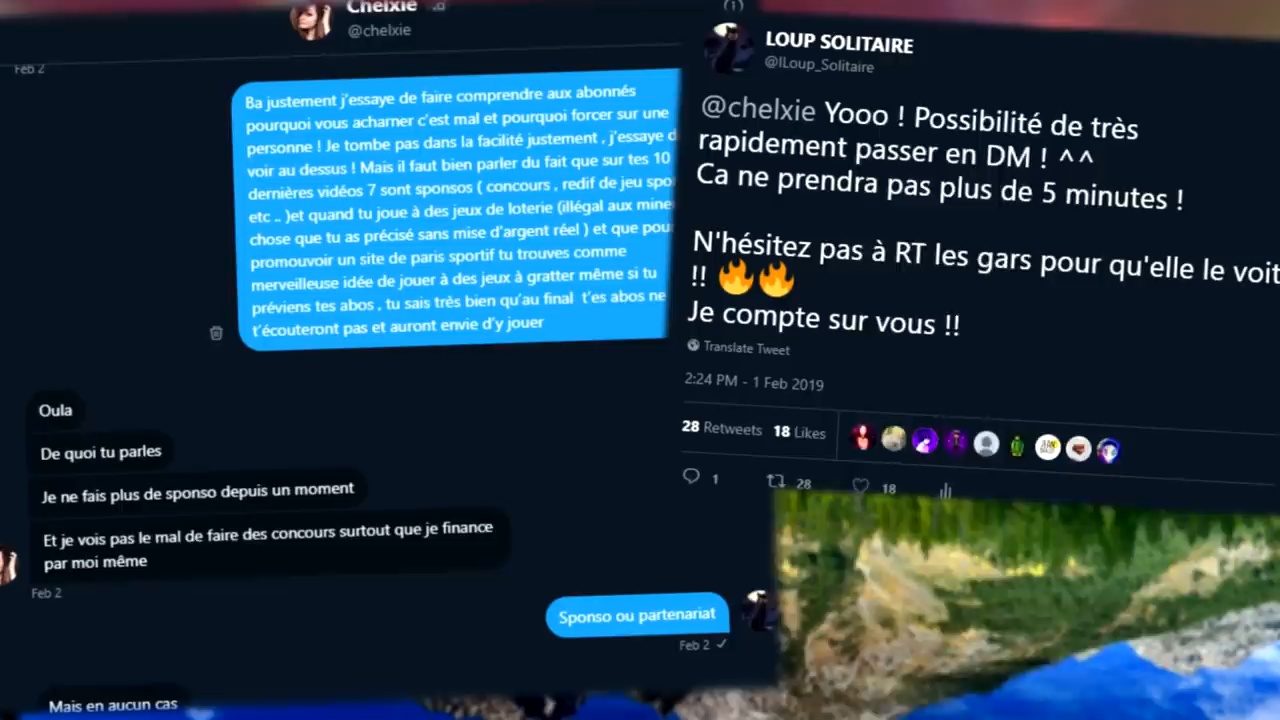 Chelxie
@chelxie
Feb 2
Ba justement j'essaye de faire comprendre aux abonnés
pourquoi vous acharner c'est mal et pourquoi forcer sur une
personne ! Je tombe pas dans la facilité justement , j'essaye d
voir au dessus ! Mais il faut bien parler du fait que sur tes 10
dernières vidéos 7 sont sponsos ( concours , redif de jeu spo
etc .. )et quand tu joue à des jeux de loterie (illégal aux mine
chose que tu as précisé sans mise d'argent réel ) et que pou
promouvoir un site de paris sportif tu trouves comme
merveilleuse idée de jouer à des jeux à gratter même si tu
préviens tes abos , tu sais très bien qu'au final t'es abos ne
t'écouteront pas et auront envie d'y jouer
Oula
De quoi tu parles
Je ne fais plus de sponso depuis un moment
Et je vois pas le mal de faire des concours surtout que je finance
par moi même
Feb 2
Sponso ou partenariat
Feb 2 ✓
Mais en aucun cas
(1)
LOUP SOLITAIRE
@lLoup_Solitaire
@chelxie Yooo ! Possibilité de très
rapidement passer en DM ! ^^
Ca ne prendra pas plus de 5 minutes !
N'hésitez pas à RT les gars pour qu'elle le voit
!! 🔥🔥
Je compte sur vous !!
Translate Tweet
2:24 PM - 1 Feb 2019
28 Retweets 18 Likes
1 28 18